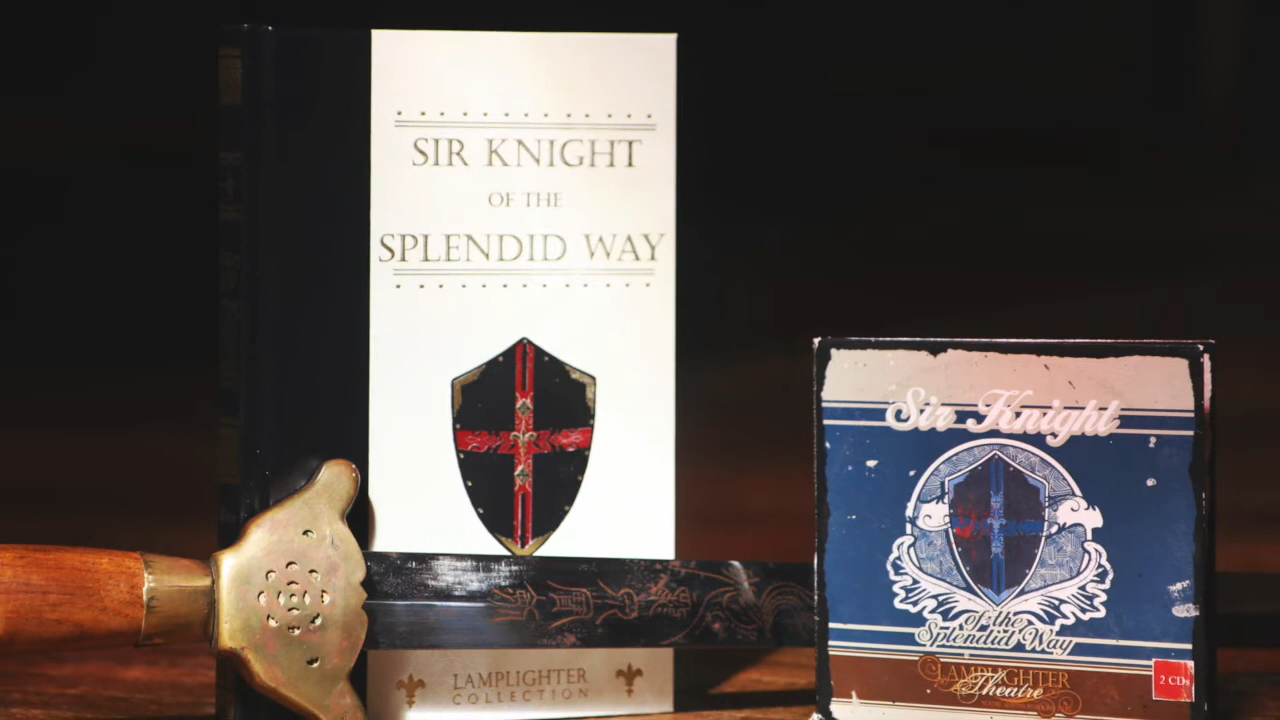 SIR KNIGHT
OF THE
SPLENDID WAY
LAMPLIGHTER
COLLECTION
Sir Knight
of the
Splendid Way
LAMPLIGHTER
Theatre
2 CDs